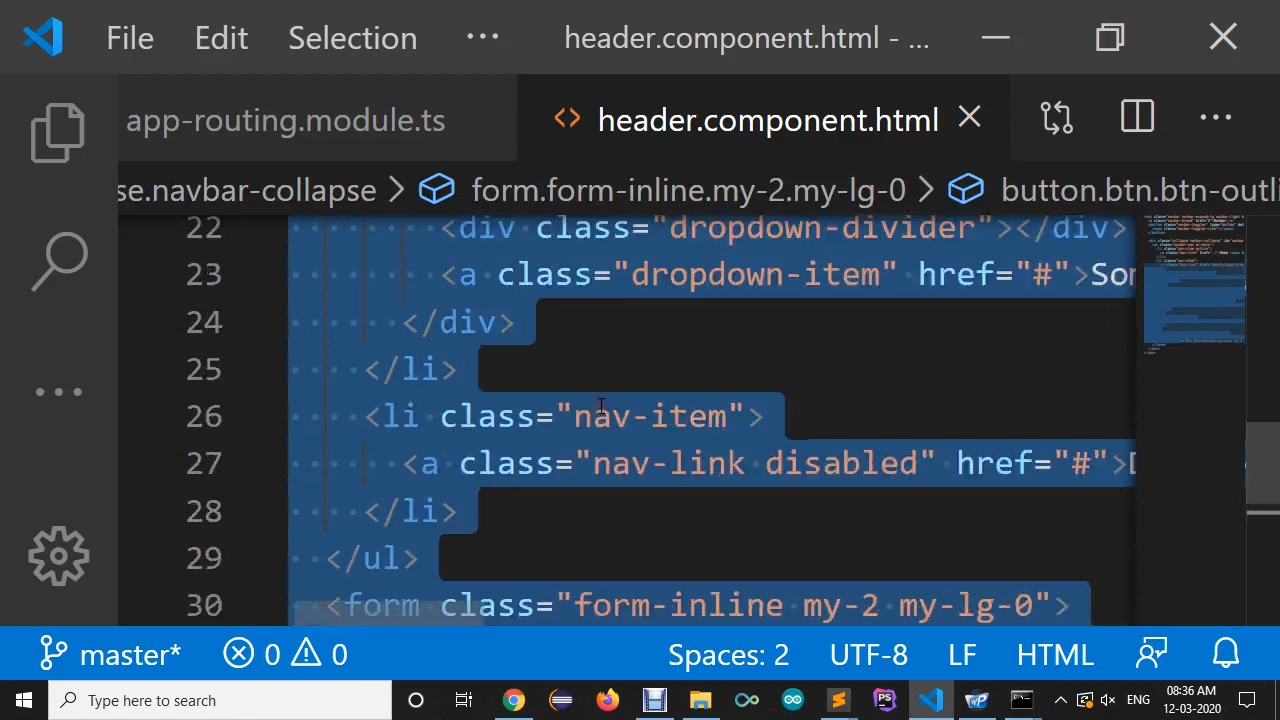 File Edit Selection ··· header.component.html - ...
app-routing.module.ts <> header.component.html ···
se.navbar-collapse > form.form-inline.my-2.my-lg-0 > button.btn.btn-outli
22 <div class="dropdown-divider"></div>
23 <a class="dropdown-item" href="#">Som
24 </div>
25 </li>
26 <li class="nav-item">
27 <a class="nav-link disabled" href="#">D
28 </li>
29 </ul>
30 <form class="form-inline my-2 my-lg-0">
master* 0 0 Spaces: 2 UTF-8 LF HTML
Type here to search ENG 08:36 AM
12-03-2020